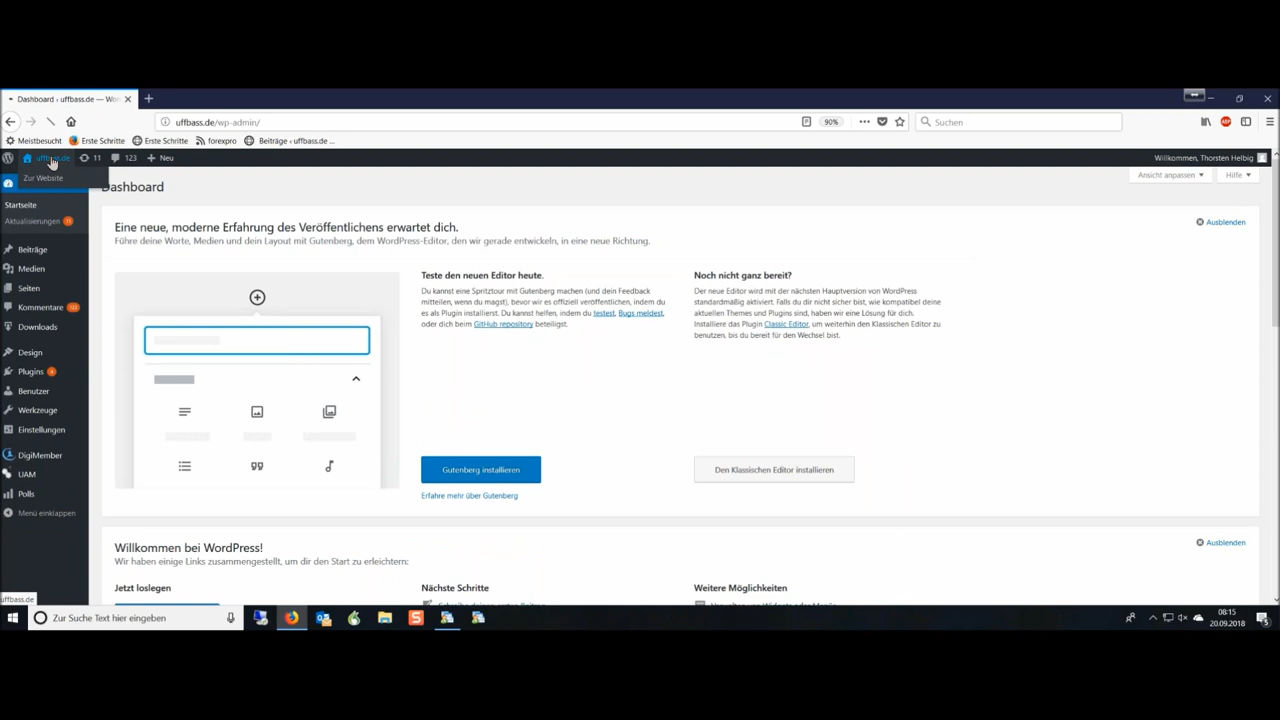 Dashboard ‹ uffbass.de — Wor
uffbass.de/wp-admin/
90%
Suchen
Meistbesucht
Erste Schritte
Erste Schritte
forexpro
Beiträge ‹ uffbass.de ...
uffbass.de
11
123
Neu
Willkommen, Thorsten Helbig
Zur Website
Dashboard
Ansicht anpassen
Hilfe
Startseite
Aktualisierungen 11
Beiträge
Medien
Seiten
Kommentare
Downloads
Design
Plugins
Benutzer
Werkzeuge
Einstellungen
DigiMember
UAM
Polls
Menü einklappen
Eine neue, moderne Erfahrung des Veröffentlichens erwartet dich.
Ausblenden
Führe deine Worte, Medien und dein Layout mit Gutenberg, dem WordPress-Editor, den wir gerade entwickeln, in eine neue Richtung.
Teste den neuen Editor heute.
Du kannst eine Spritztour mit Gutenberg machen (und dein Feedback
mitteilen, wenn du magst), bevor wir es offiziell veröffentlichen, indem du
es als Plugin installierst. Du kannst helfen, indem du testest, Bugs meldest,
oder dich beim GitHub repository beteiligst.
Gutenberg installieren
Erfahre mehr über Gutenberg
Noch nicht ganz bereit?
Der neue Editor wird mit der nächsten Hauptversion von WordPress
standardmäßig aktiviert. Falls du dir nicht sicher bist, wie kompatibel deine
aktuellen Themes und Plugins sind, haben wir eine Lösung für dich.
Installiere das Plugin Classic Editor, um weiterhin den Klassischen Editor zu
benutzen, bis du bereit für den Wechsel bist.
Den Klassischen Editor installieren
Willkommen bei WordPress!
Ausblenden
Wir haben einige Links zusammengestellt, um dir den Start zu erleichtern:
Jetzt loslegen
Nächste Schritte
Weitere Möglichkeiten
uffbass.de
Zur Suche Text hier eingeben
08:15
20.09.2018